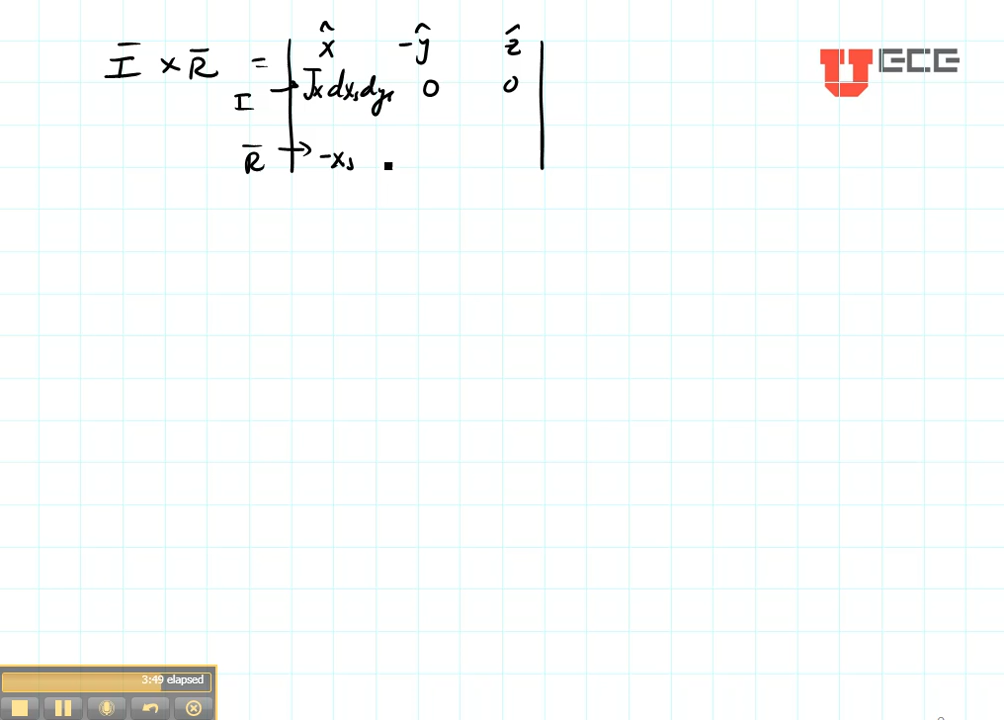 Ī × R̄ = | x̂ -ŷ ẑ |
I → Jx dxs dys 0 0
R̄ → -xs
ECE
3:49 elapsed